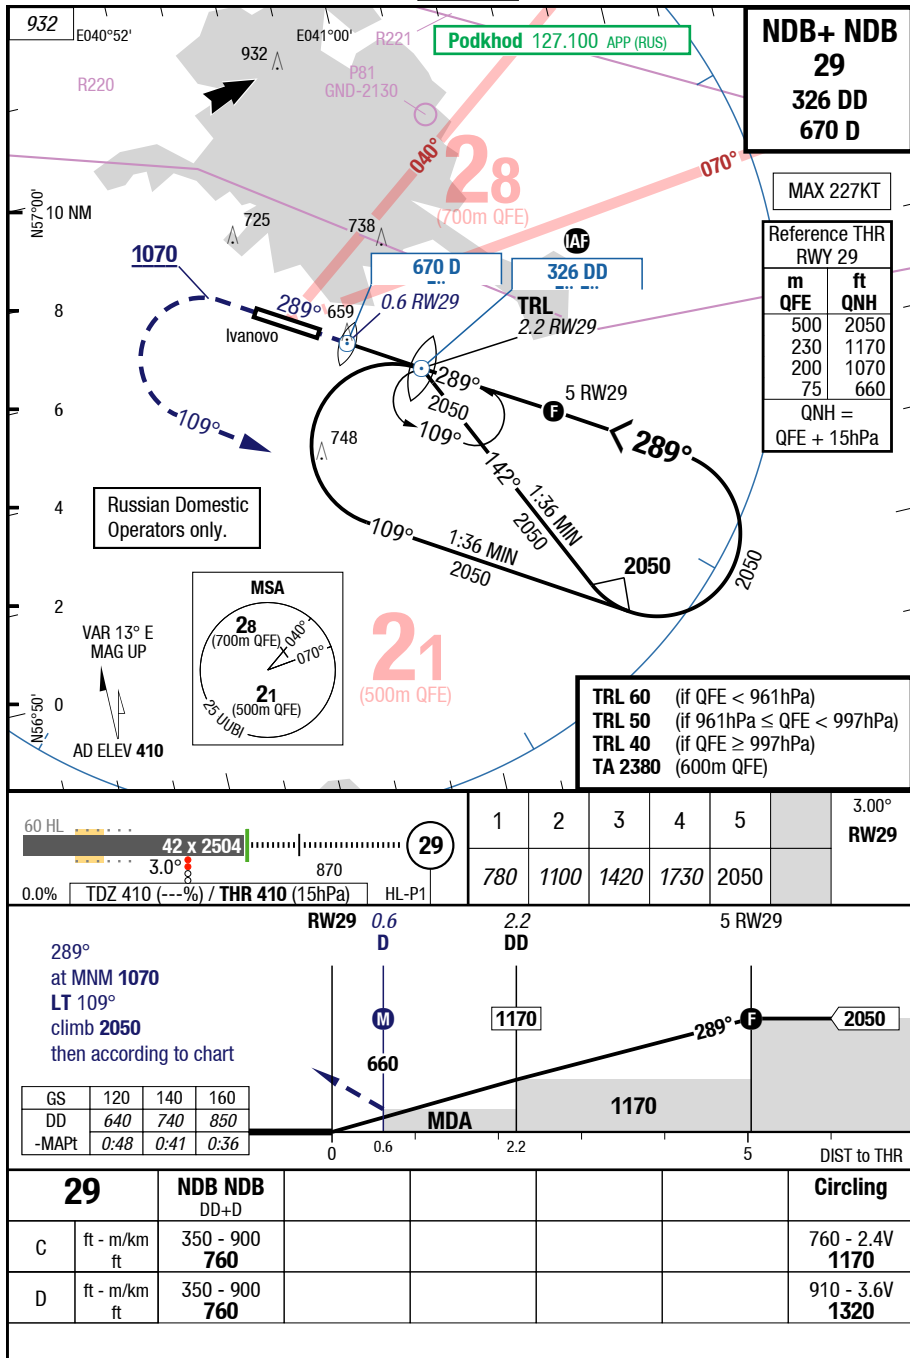 932
E040°52'
E041°00'
R221
Podkhod 127.100 APP (RUS)
NDB+ NDB
29
326 DD
670 D
932
R220
P81
GND-2130
040°
28
(700m QFE)
070°
MAX 227KT
N57°00'
10 NM
725
738
IAF
Reference THR
RWY 29
m ft
QFE QNH
500 2050
230 1170
200 1070
75 660
QNH =
QFE + 15hPa
1070
670 D
326 DD
8
289°
659
0.6 RW29
TRL
2.2 RW29
Ivanovo
289°
5 RW29
F
6
2050
109°
109°
748
289°
142°
1:36 MIN
2050
Russian Domestic
Operators only.
4
109°
1:36 MIN
2050
2050
2050
MSA
28
(700m QFE)
040°
070°
21
(500m QFE)
25 UUBI
2
VAR 13° E
MAG UP
21
(500m QFE)
N56°50'
0
AD ELEV 410
TRL 60 (if QFE < 961hPa)
TRL 50 (if 961hPa ≤ QFE < 997hPa)
TRL 40 (if QFE ≥ 997hPa)
TA 2380 (600m QFE)
60 HL
42 x 2504
29
3.0°
870
0.0% TDZ 410 (---%) / THR 410 (15hPa) HL-P1
1 2 3 4 5
3.00°
RW29
780 1100 1420 1730 2050
RW29 0.6 2.2 5 RW29
D DD
289°
at MNM 1070
LT 109°
climb 2050
then according to chart
M
1170
289°
F
2050
660
MDA
1170
GS 120 140 160
DD 640 740 850
-MAPt 0:48 0:41 0:36
0 0.6 2.2 5 DIST to THR
29 NDB NDB Circling
DD+D
C ft - m/km 350 - 900 760 - 2.4V
ft 760 1170
D ft - m/km 350 - 900 910 - 3.6V
ft 760 1320